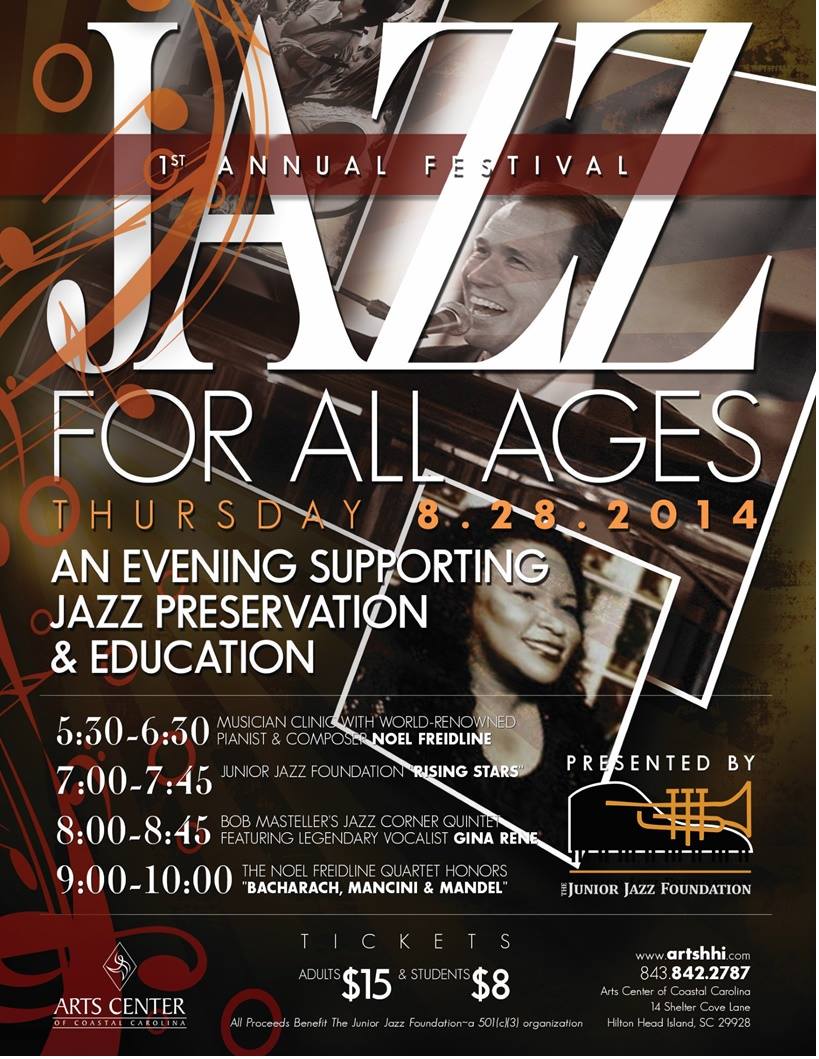 JAZZ
1ST ANNUAL FESTIVAL
FOR ALL AGES
THURSDAY 8.28.2014
AN EVENING SUPPORTING
JAZZ PRESERVATION
& EDUCATION
5:30-6:30 MUSICIAN CLINIC WITH WORLD-RENOWNED
PIANIST & COMPOSER NOEL FREIDLINE
7:00-7:45 JUNIOR JAZZ FOUNDATION "RISING STARS"
8:00-8:45 BOB MASTELLER'S JAZZ CORNER QUINTET
FEATURING LEGENDARY VOCALIST GINA RENE
9:00-10:00 THE NOEL FREIDLINE QUARTET HONORS
"BACHARACH, MANCINI & MANDEL"
PRESENTED BY
THE JUNIOR JAZZ FOUNDATION
TICKETS
ADULTS $15 & STUDENTS $8
All Proceeds Benefit The Junior Jazz Foundation~a 501(c)(3) organization
ARTS CENTER
OF COASTAL CAROLINA
www.artshhi.com
843.842.2787
Arts Center of Coastal Carolina
14 Shelter Cove Lane
Hilton Head Island, SC 29928